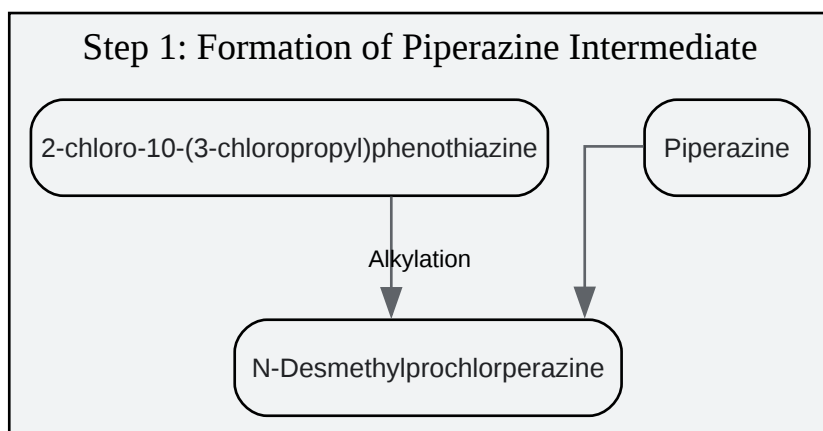 Step 1: Formation of Piperazine Intermediate
2-chloro-10-(3-chloropropyl)phenothiazine
Piperazine
Alkylation
N-Desmethylprochlorperazine